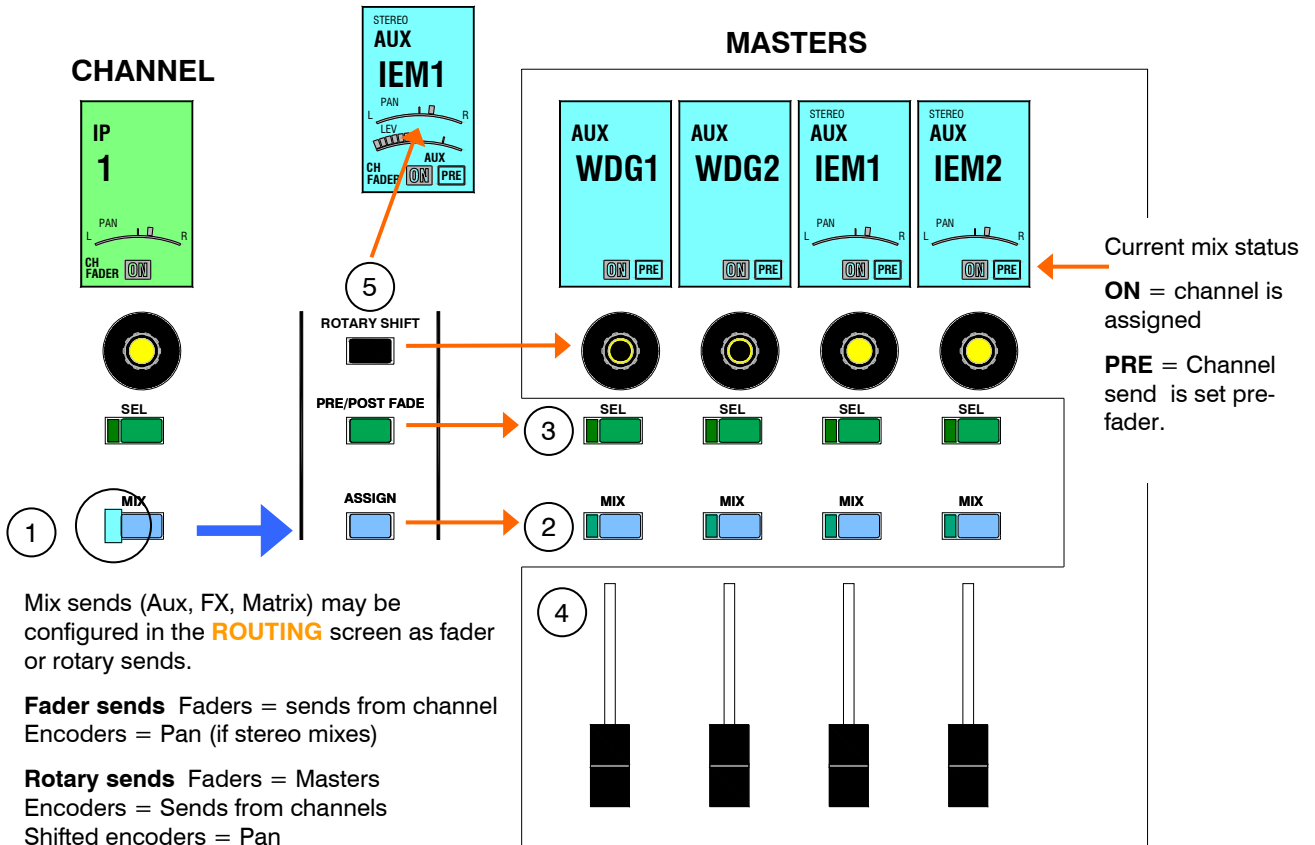 CHANNEL
IP
1
PAN
L R
CH
FADER ON
SEL
MIX
1
STEREO
AUX
IEM1
PAN
L R
LEV
AUX
CH
FADER ON PRE
5
ROTARY SHIFT
PRE/POST FADE
ASSIGN
MASTERS
AUX
WDG1
ON PRE
AUX
WDG2
ON PRE
STEREO
AUX
IEM1
PAN
L R
ON PRE
STEREO
AUX
IEM2
PAN
L R
ON PRE
3
SEL SEL SEL SEL
2
MIX MIX MIX MIX
4
Current mix status
ON = channel is
assigned
PRE = Channel
send is set pre-
fader.
Mix sends (Aux, FX, Matrix) may be
configured in the ROUTING screen as fader
or rotary sends.
Fader sends Faders = sends from channel
Encoders = Pan (if stereo mixes)
Rotary sends Faders = Masters
Encoders = Sends from channels
Shifted encoders = Pan